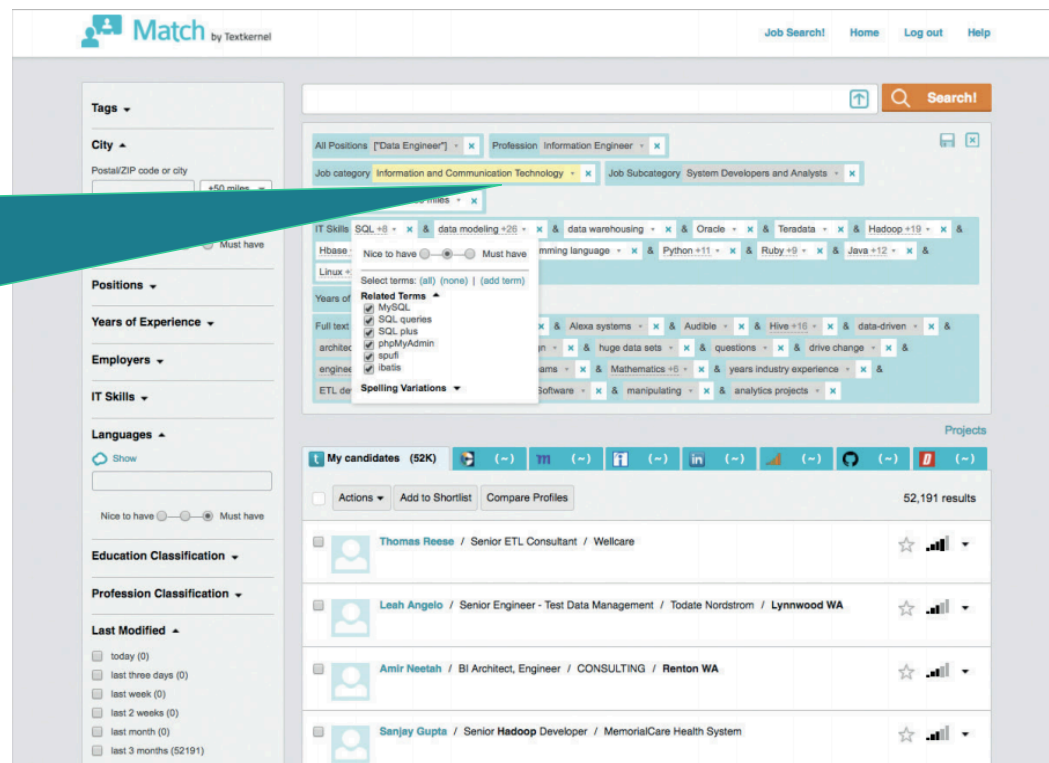 Match by Textkernel
Job Search! Home Log out Help
Tags
City
Postal/ZIP code or city
+50 miles
Must have
Positions
Years of Experience
Employers
IT Skills
Languages
Show
Nice to have Must have
Education Classification
Profession Classification
Last Modified
today (0)
last three days (0)
last week (0)
last 2 weeks (0)
last month (0)
last 3 months (52191)
Search!
All Positions ["Data Engineer"] × Profession Information Engineer ×
Job category Information and Communication Technology × Job Subcategory System Developers and Analysts ×
miles ×
IT Skills SQL +8 × & data modeling +26 × & data warehousing × & Oracle × & Teradata × & Hadoop +19 × &
Hbase mming language × & Python +11 × & Ruby +9 × & Java +12 × &
Linux +
Years of
Full text × & Alexa systems × & Audible × & Hive +16 × & data-driven × &
architec gn × & huge data sets × & questions × & drive change × &
enginee ams × & Mathematics +6 × & years industry experience × &
ETL de Software × & manipulating × & analytics projects ×
Nice to have Must have
Select terms: (all) (none) | (add term)
Related Terms
MySQL
SQL queries
SQL plus
phpMyAdmin
spufi
ibatis
Spelling Variations
Projects
t My candidates (52K) (~) m (~) (~) in (~) (~) (~) (~)
Actions Add to Shortlist Compare Profiles 52,191 results
Thomas Reese / Senior ETL Consultant / Wellcare
Leah Angelo / Senior Engineer - Test Data Management / Todate Nordstrom / Lynnwood WA
Amir Neetah / BI Architect, Engineer / CONSULTING / Renton WA
Sanjay Gupta / Senior Hadoop Developer / MemorialCare Health System